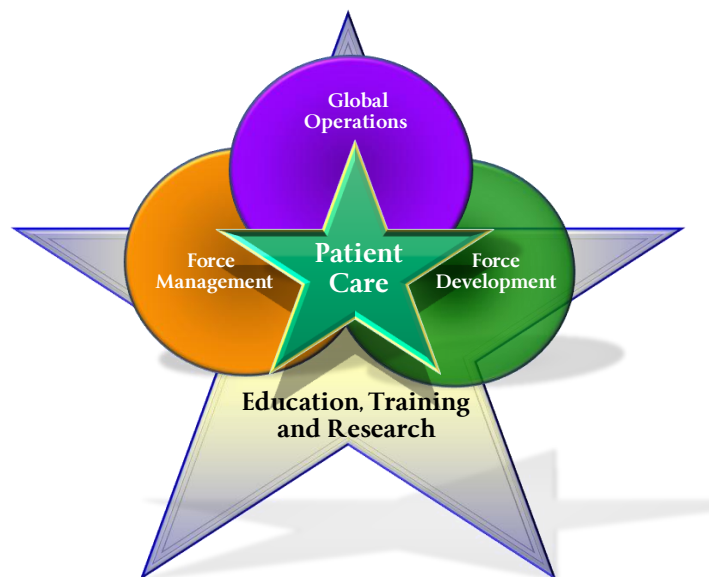 Global
Operations
Force
Management
Patient
Care
Force
Development
Education, Training
and Research